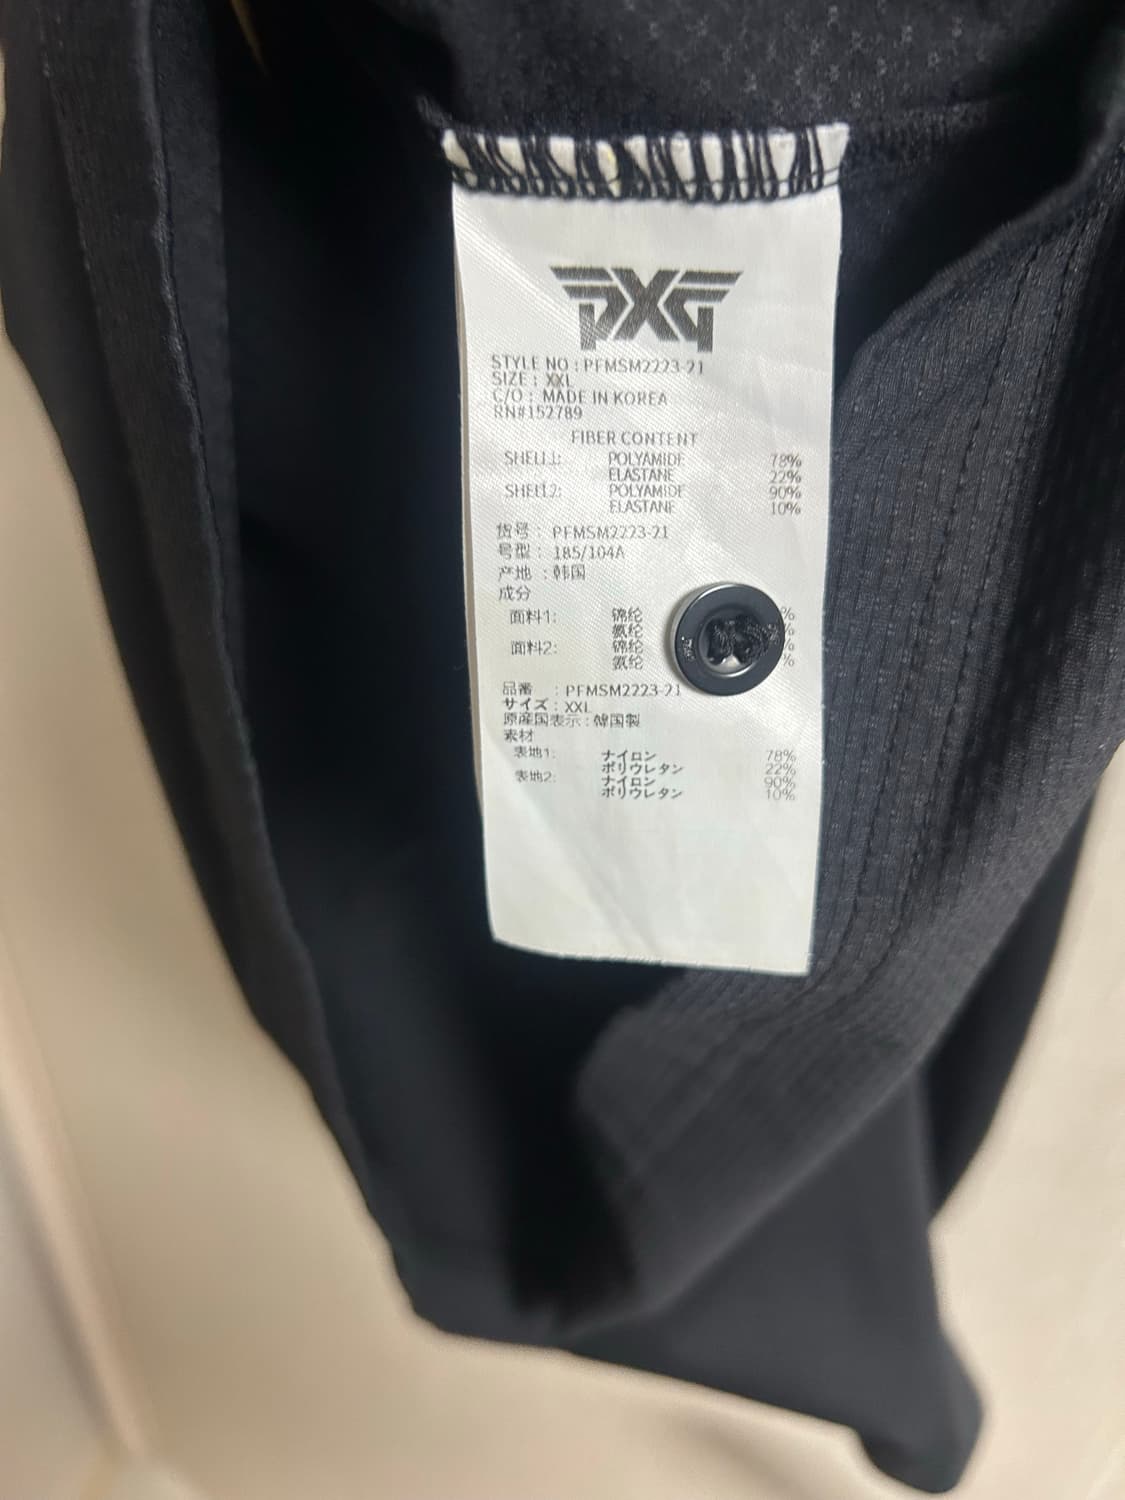 PXG
STYLE NO : PFMSM2223-21
SIZE : XXL
C/O : MADE IN KOREA
RN#152789
FIBER CONTENT
SHELL1: POLYAMIDE 78%
ELASTANE 22%
SHELL2: POLYAMIDE 90%
ELASTANE 10%
货号 : PFMSM2223-21
号型 : 185/104A
产地 : 韩国
成分
面料1: 锦纶 %
氨纶 %
面料2: 锦纶 %
氨纶 %
品番 : PFMSM2223-21
サイズ : XXL
原産国表示 : 韓国製
素材
表地1: ナイロン 78%
ポリウレタン 22%
表地2: ナイロン 90%
ポリウレタン 10%